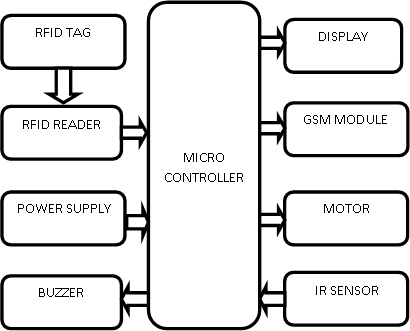 RFID TAG
RFID READER
POWER SUPPLY
BUZZER
MICRO
CONTROLLER
DISPLAY
GSM MODULE
MOTOR
IR SENSOR